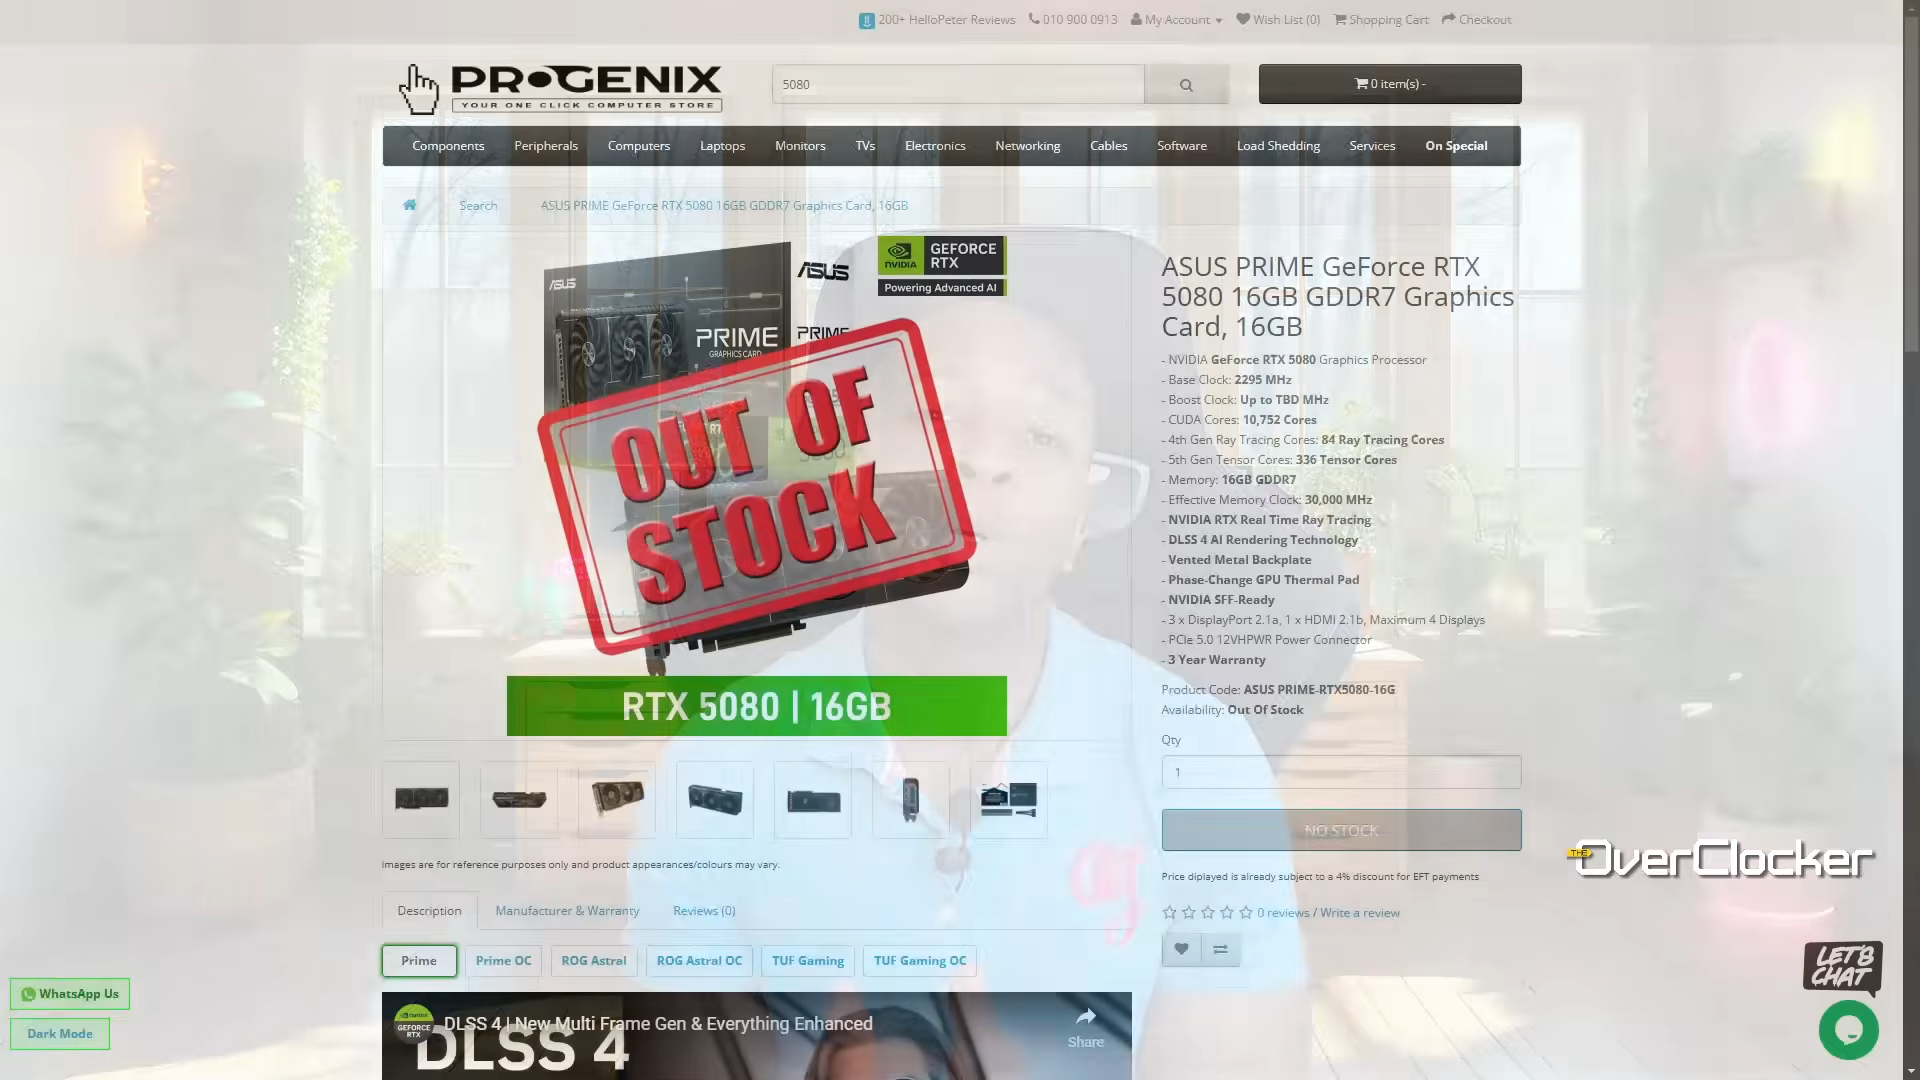 200+ HelloPeter Reviews
010 900 0913
My Account
Wish List (0)
Shopping Cart
Checkout
PROGENIX
YOUR ONE CLICK COMPUTER STORE
5080
0 item(s) -
Components
Peripherals
Computers
Laptops
Monitors
TVs
Electronics
Networking
Cables
Software
Load Shedding
Services
On Special
Search
ASUS PRIME GeForce RTX 5080 16GB GDDR7 Graphics Card, 16GB
ASUS
PRIME
GRAPHICS CARD
ASUS
PRIME
NVIDIA
GEFORCE
RTX
Powering Advanced AI
OUT OF
STOCK
RTX 5080 | 16GB
ASUS PRIME GeForce RTX
5080 16GB GDDR7 Graphics
Card, 16GB
- NVIDIA GeForce RTX 5080 Graphics Processor
- Base Clock: 2295 MHz
- Boost Clock: Up to TBD MHz
- CUDA Cores: 10,752 Cores
- 4th Gen Ray Tracing Cores: 84 Ray Tracing Cores
- 5th Gen Tensor Cores: 336 Tensor Cores
- Memory: 16GB GDDR7
- Effective Memory Clock: 30,000 MHz
- NVIDIA RTX Real Time Ray Tracing
- DLSS 4 AI Rendering Technology
- Vented Metal Backplate
- Phase-Change GPU Thermal Pad
- NVIDIA SFF-Ready
- 3 x DisplayPort 2.1a, 1 x HDMI 2.1b, Maximum 4 Displays
- PCIe 5.0 12VHPWR Power Connector
- 3 Year Warranty
Product Code: ASUS PRIME-RTX5080-16G
Availability: Out Of Stock
Qty
1
NO STOCK
Price diplayed is already subject to a 4% discount for EFT payments
0 reviews / Write a review
Images are for reference purposes only and product appearances/colours may vary.
Description
Manufacturer & Warranty
Reviews (0)
Prime
Prime OC
ROG Astral
ROG Astral OC
TUF Gaming
TUF Gaming OC
GEFORCE
RTX
DLSS 4 | New Multi Frame Gen & Everything Enhanced
Share
DLSS 4
WhatsApp Us
Dark Mode
THE
OverClocker
LET'S
CHAT